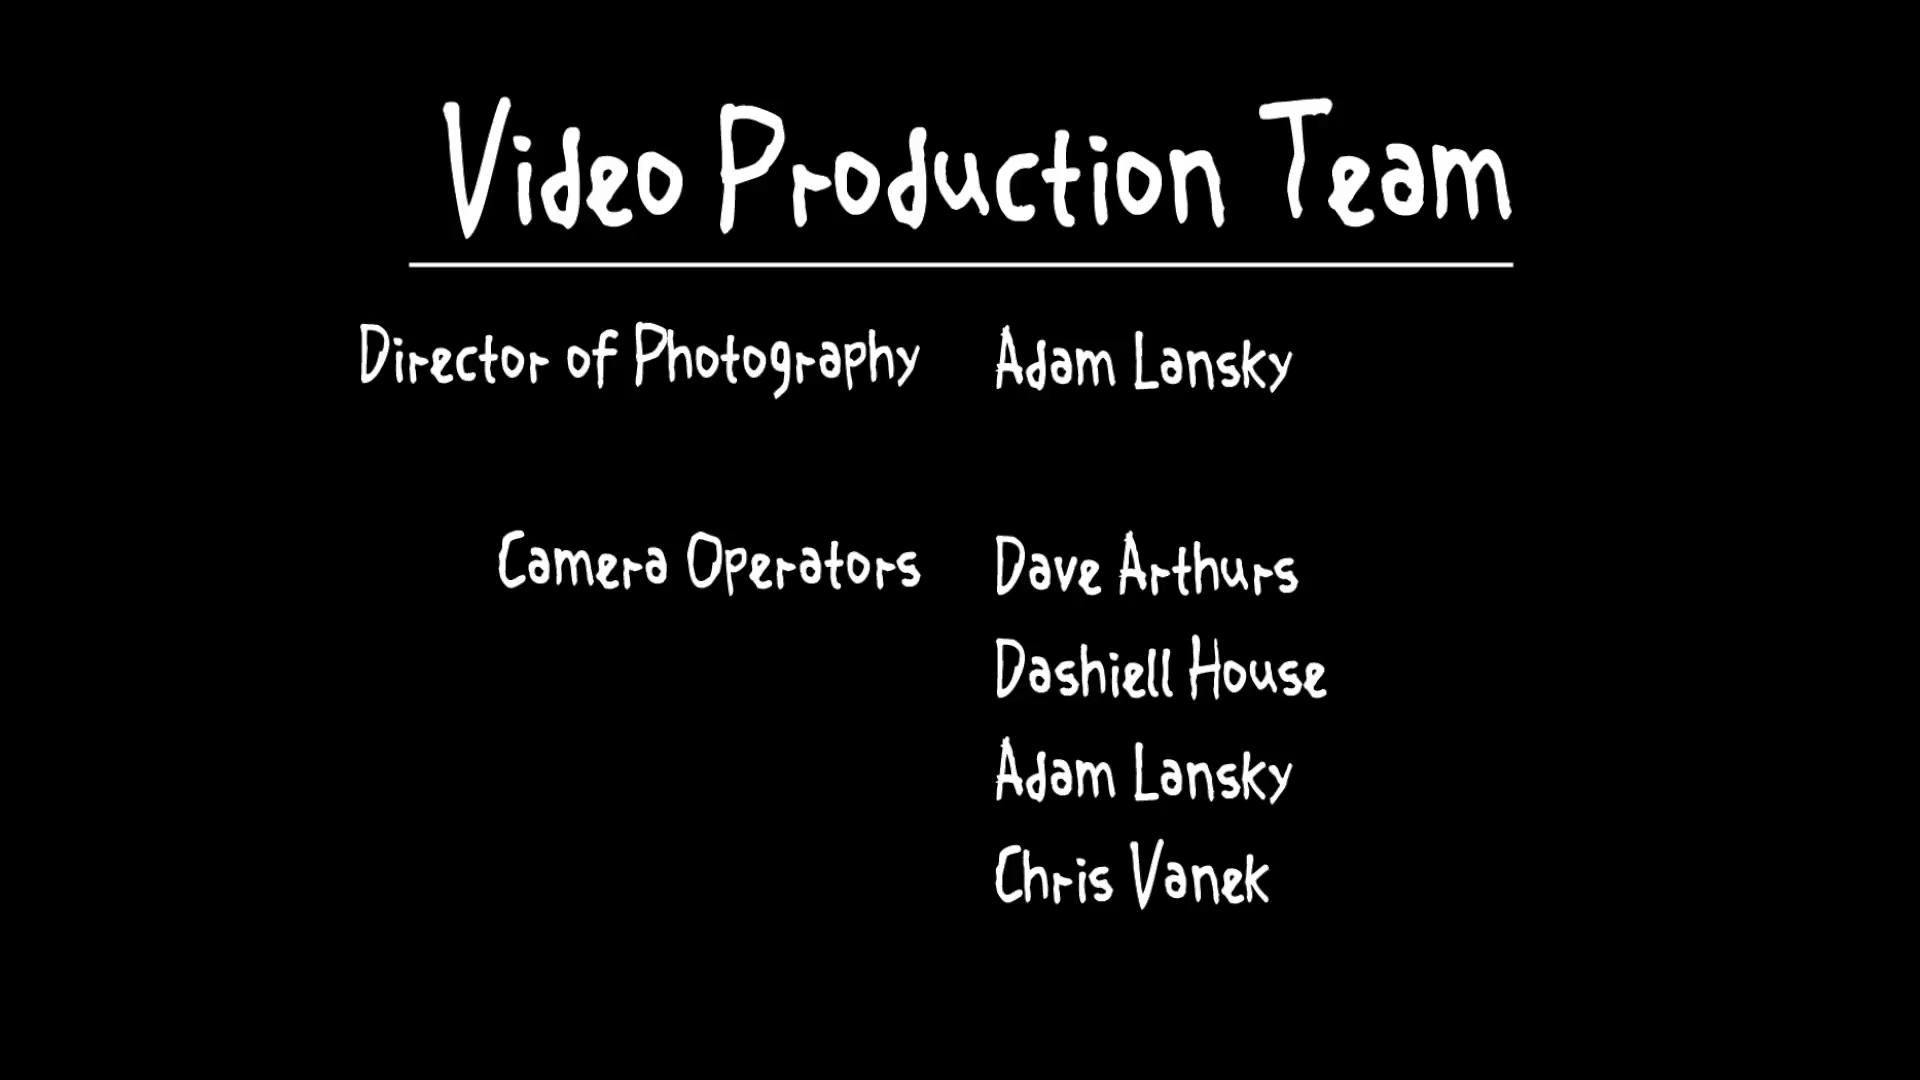 Video Production Team
Director of Photography Adam Lansky
Camera Operators Dave Arthurs
Dashiell House
Adam Lansky
Chris Vanek